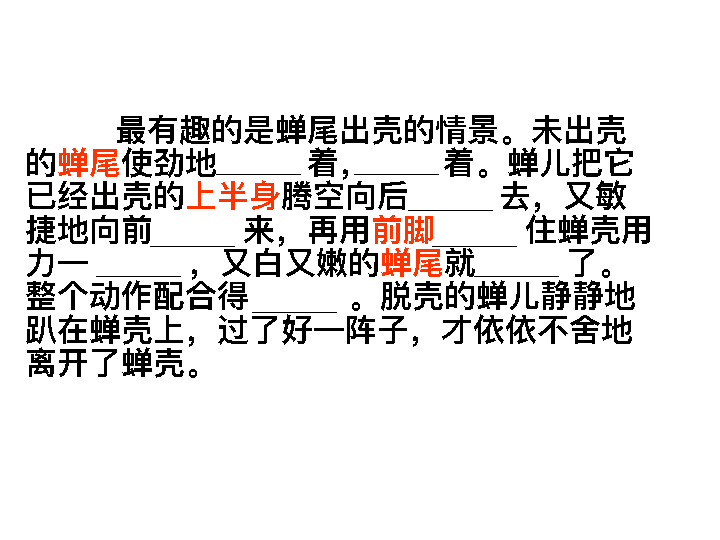 最有趣的是蝉尾出壳的情景。未出壳
的蝉尾使劲地______着,______着。蝉儿把它
已经出壳的上半身腾空向后______去，又敏
捷地向前______来，再用前脚______住蝉壳用
力一______，又白又嫩的蝉尾就______了。
整个动作配合得______。脱壳的蝉儿静静地
趴在蝉壳上，过了好一阵子，才依依不舍地
离开了蝉壳。